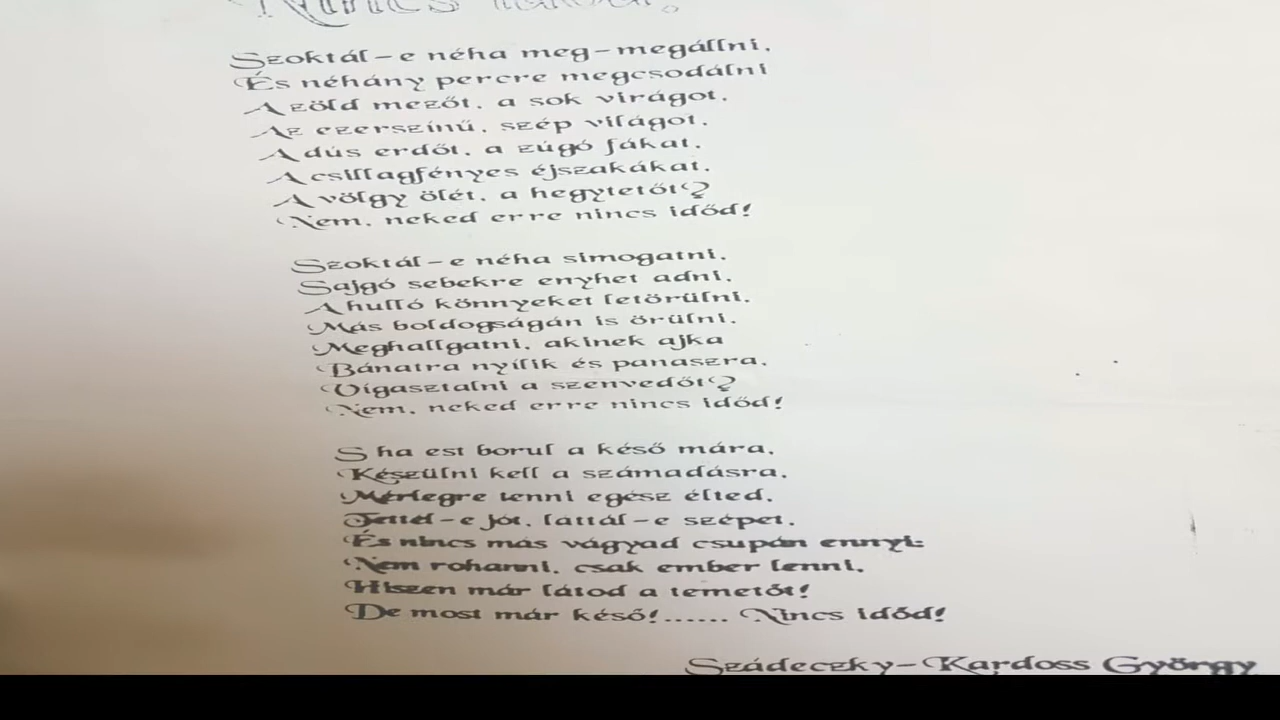 Nincs időd!
Szoktál-e néha meg-megállni,
És néhány percre megcsodálni
A zöld mezőt, a sok virágot,
Az ezerszínű, szép világot,
A dús erdőt, a zúgó fákat,
A csillagfényes éjszakákat,
A völgy ölét, a hegytetőt?
Nem, neked erre nincs időd!
Szoktál-e néha simogatni,
Sajgó sebekre enyhet adni,
A hulló könnyeket letörülni,
Más boldogságán is örülni,
Meghallgatni, akinek ajka
Bánatra nyílik és panaszra,
Vígasztalni a szenvedőt?
Nem, neked erre nincs időd!
S ha est borul a késő mára,
Készülni kell a számadásra,
Mérlegre tenni egész élted,
Tettél-e jót, láttál-e szépet,
És nincs más vágyad csupán ennyi:
Nem rohanni, csak ember lenni,
Hiszen már látod a temetőt!
De most már késő!...... Nincs időd!
Szádeczky-Kardoss György